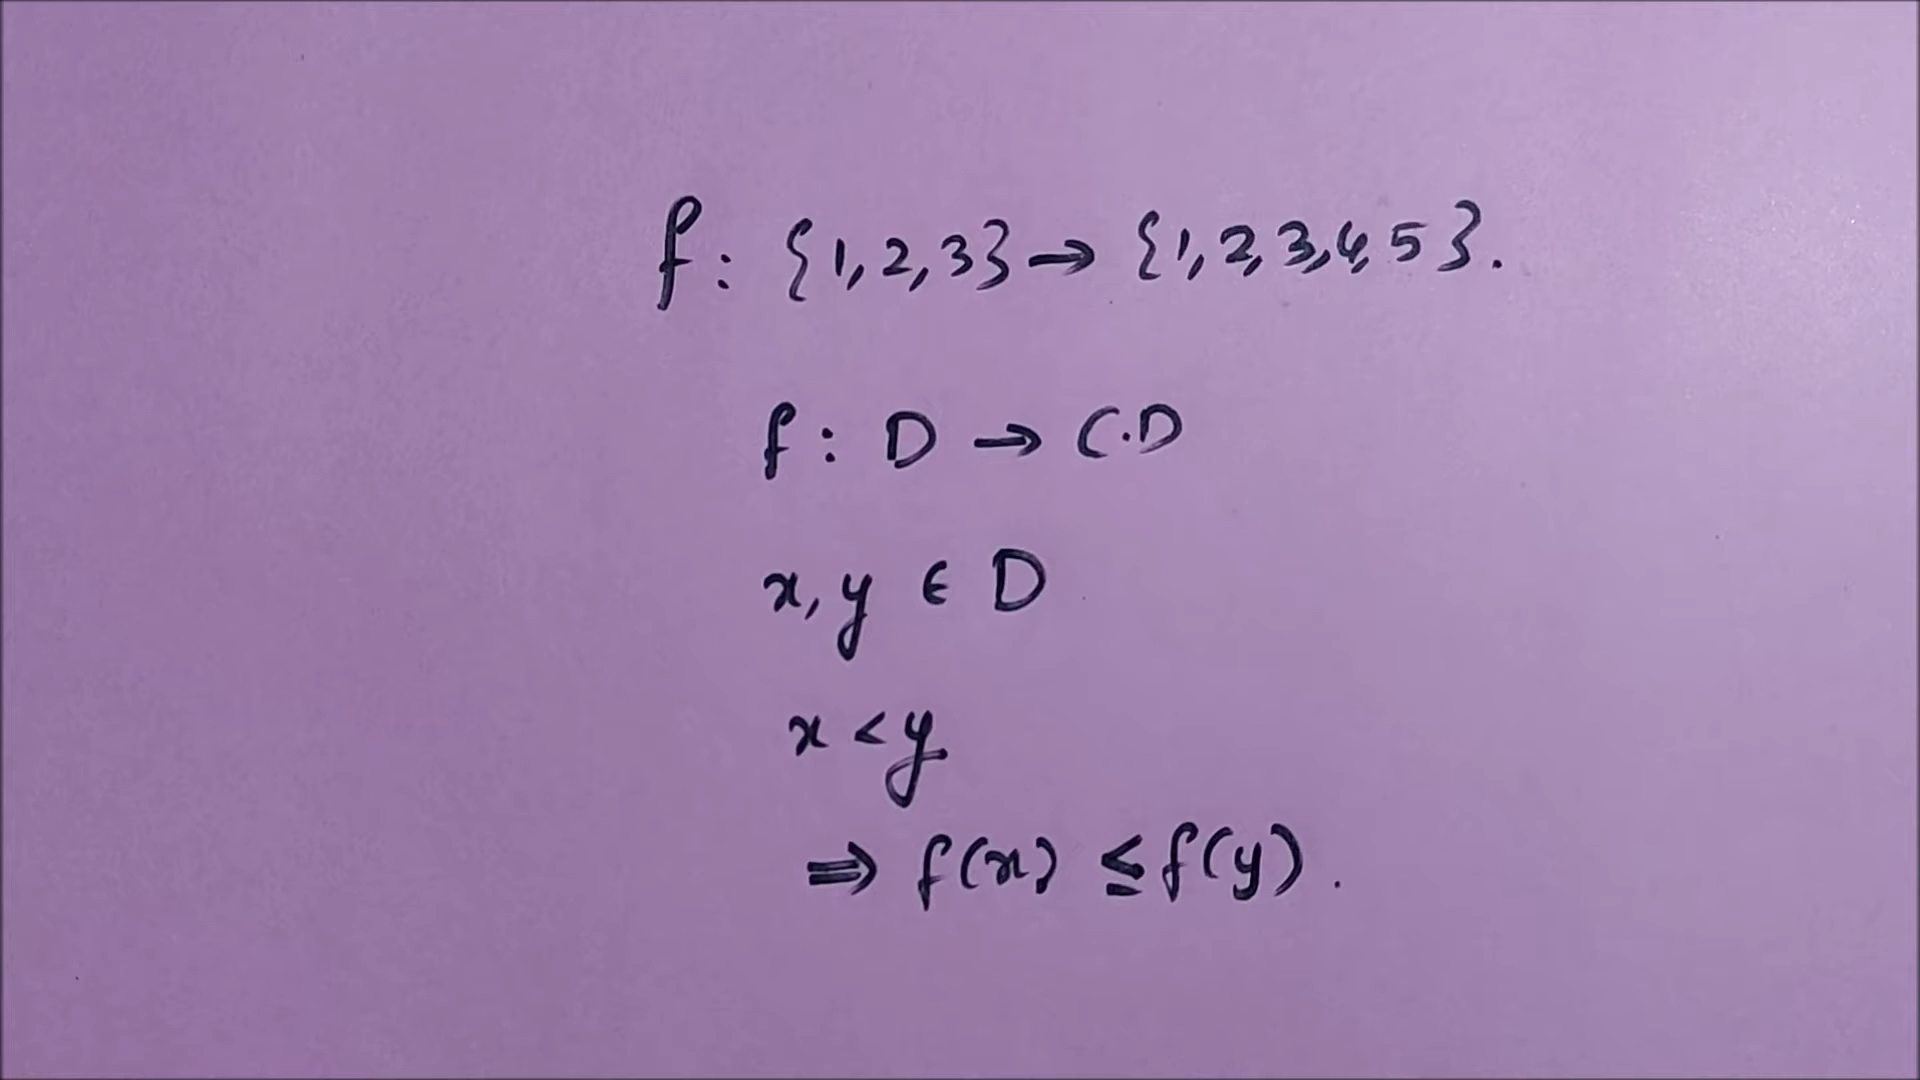 f: {1,2,3} → {1,2,3,4,5}.
f: D → C.D
x, y ∈ D
x < y
⇒ f(x) ≤ f(y).